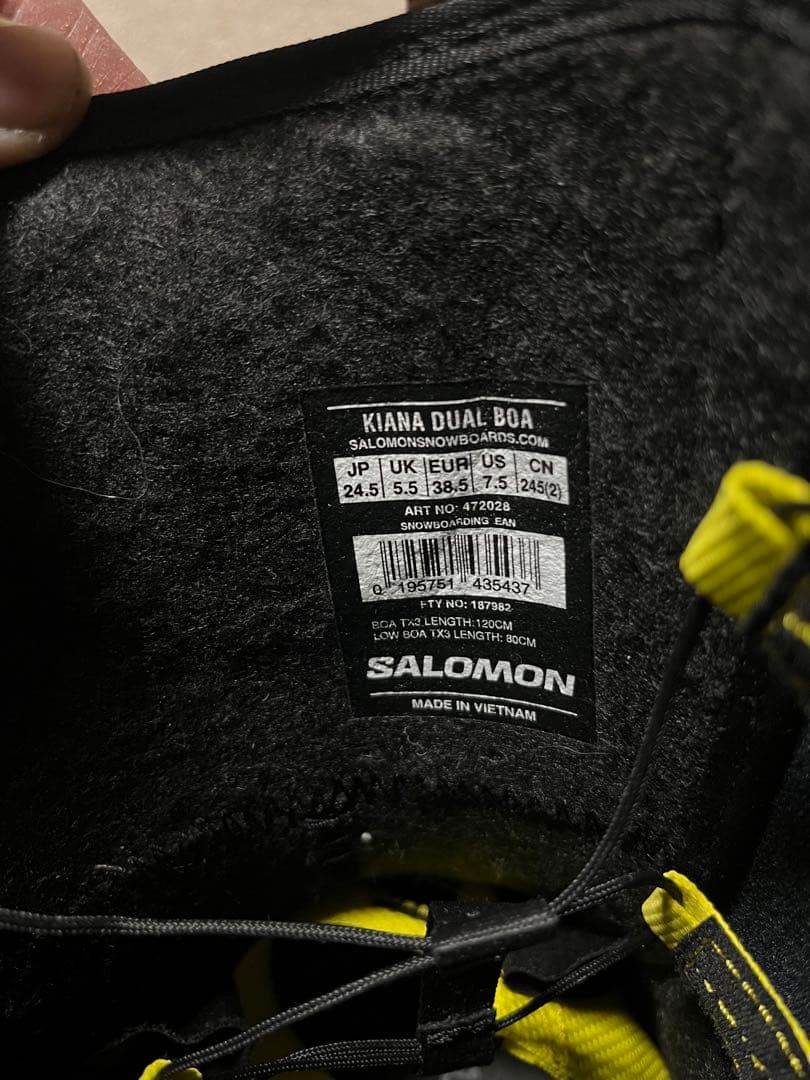 KIANA DUAL BOA
SALOMONSNOWBOARDS.COM
JP UK EUR US CN
24.5 5.5 38.5 7.5 245(2)
ART NO: 472028
SNOWBOARDING EAN
0 195751 435437
FTY NO: 187982
BOA TX3 LENGTH:120CM
LOW BOA TX3 LENGTH: 80CM
SALOMON
MADE IN VIETNAM